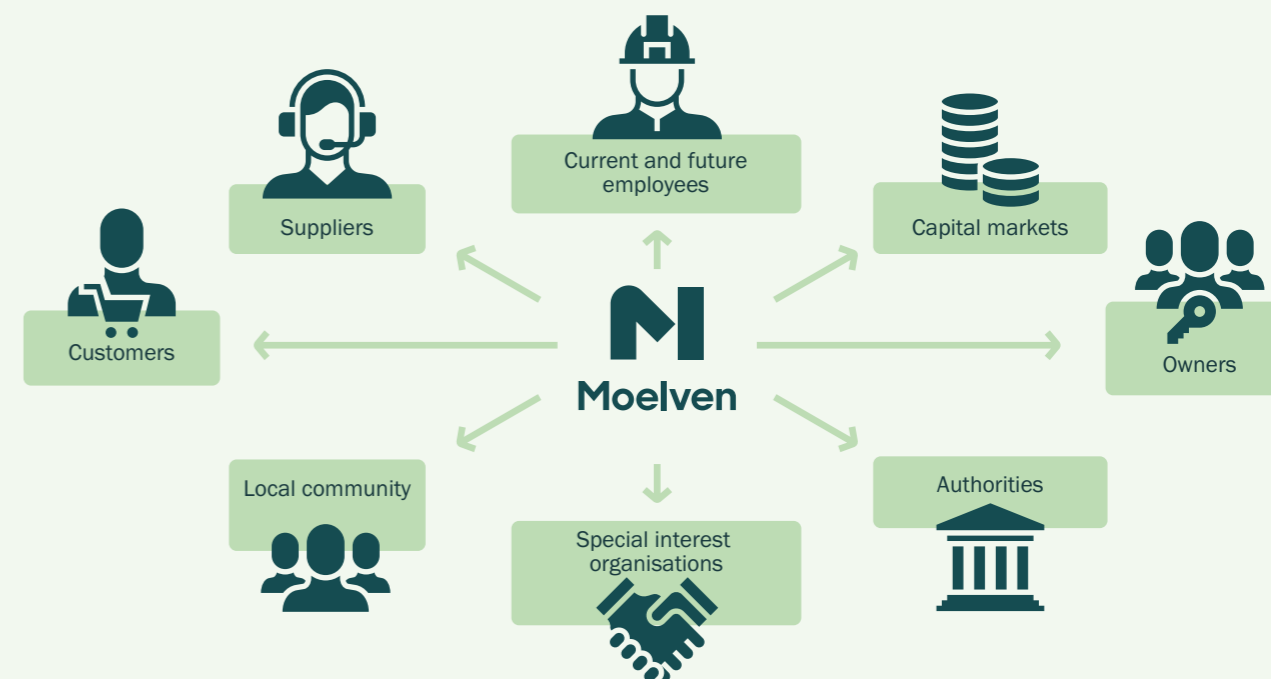 Current and future
employees
Suppliers
Capital markets
Customers
Owners
Moelven
Local community
Authorities
Special interest
organisations